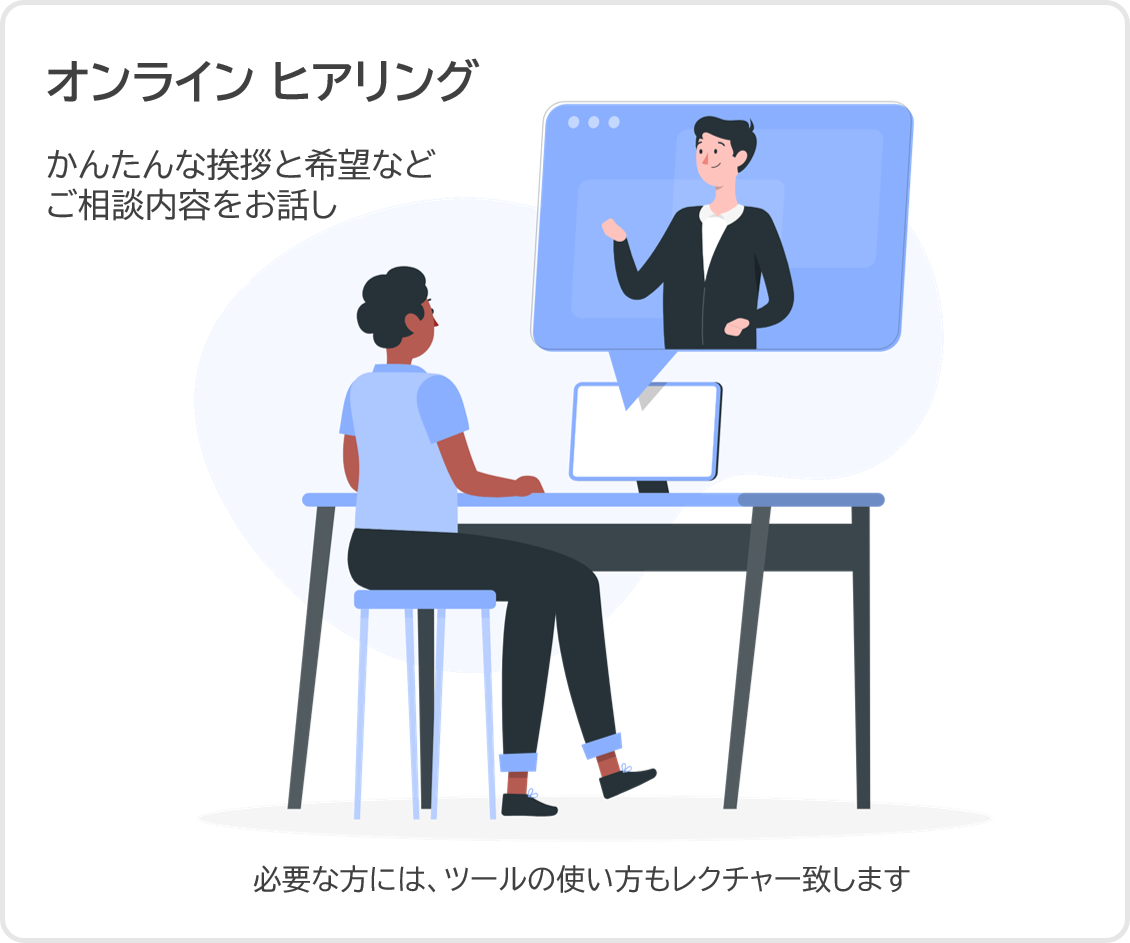 オンライン ヒアリング
かんたんな挨拶と希望など
ご相談内容をお話し
必要な方には、ツールの使い方もレクチャー致します